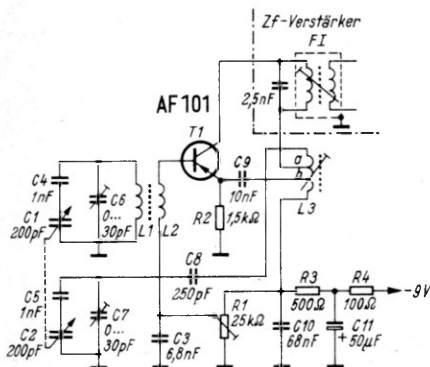 Zf-Verstärker
FI
2,5nF
AF101
T1
C4
1nF
C1
200pF
C6
0...
30pF
L1
L2
C9
10nF
a
b
L3
R2
1,5kΩ
C8
250pF
C5
1nF
C2
200pF
C7
0...
30pF
C3
6,8nF
R1
25kΩ
R3
500Ω
R4
100Ω
-9V
C10
68nF
C11
+
50µF